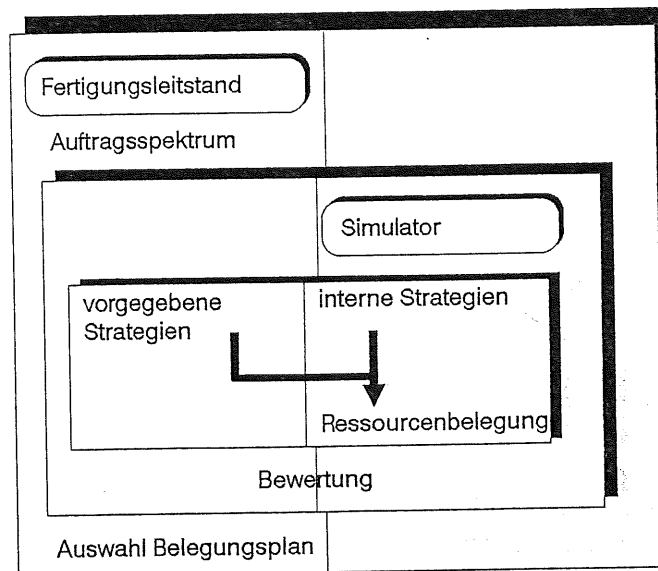 Fertigungsleitstand
Auftragsspektrum
Simulator
vorgegebene
Strategien
interne Strategien
Ressourcenbelegung
Bewertung
Auswahl Belegungsplan